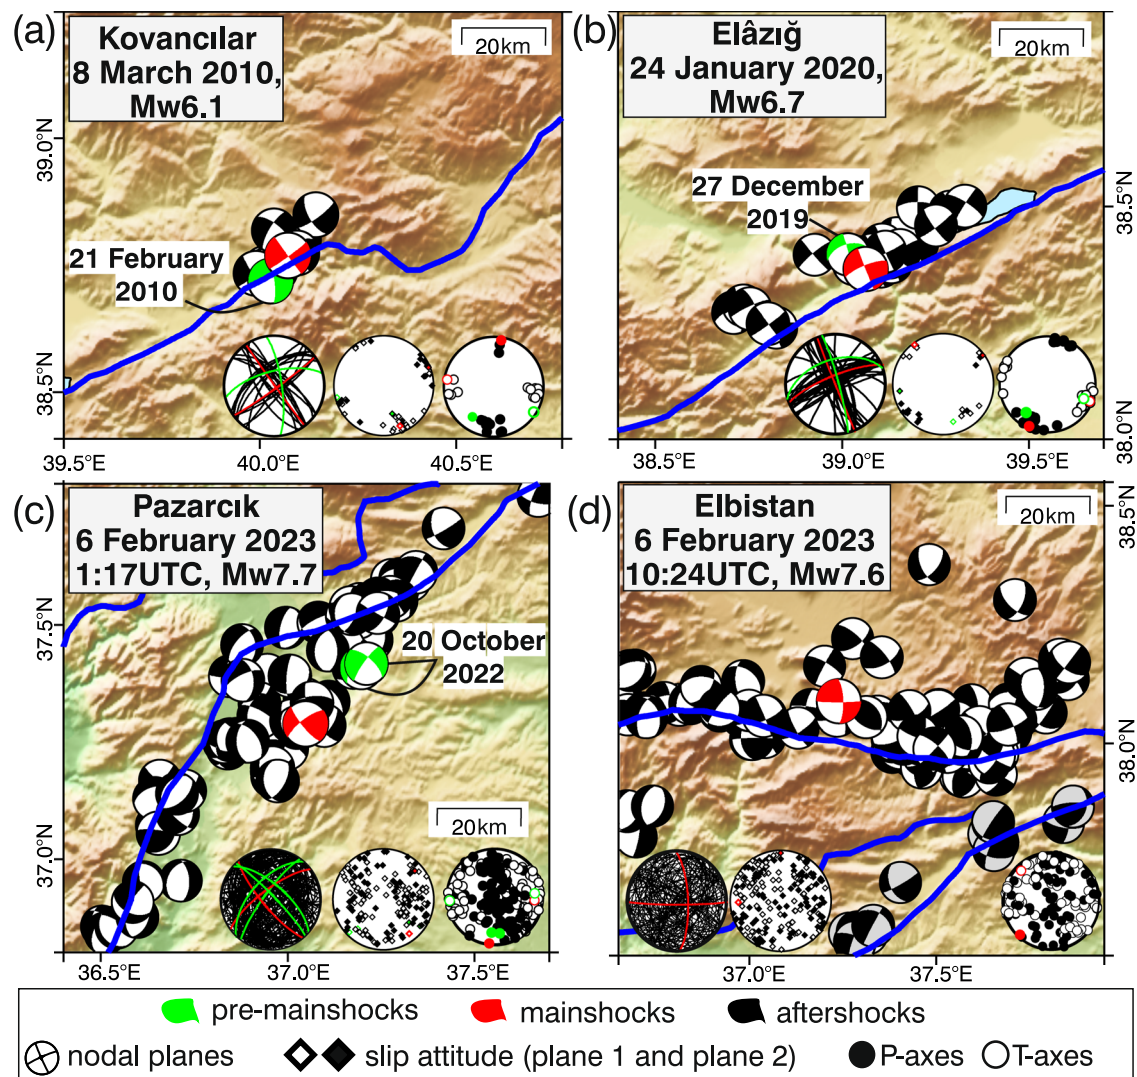 (a)
Kovancılar
8 March 2010,
Mw6.1
20km
39.0°N
38.5°N
21 February
2010
39.5°E
40.0°E
40.5°E
(b)
Elâzığ
24 January 2020,
Mw6.7
20km
27 December
2019
38.5°N
38.0°N
38.5°E
39.0°E
39.5°E
(c)
Pazarcık
6 February 2023
1:17UTC, Mw7.7
37.5°N
37.0°N
20 October
2022
20km
36.5°E
37.0°E
37.5°E
(d)
Elbistan
6 February 2023
10:24UTC, Mw7.6
20km
38.5°N
38.0°N
37.0°E
37.5°E
pre-mainshocks mainshocks aftershocks
nodal planes slip attitude (plane 1 and plane 2) P-axes T-axes